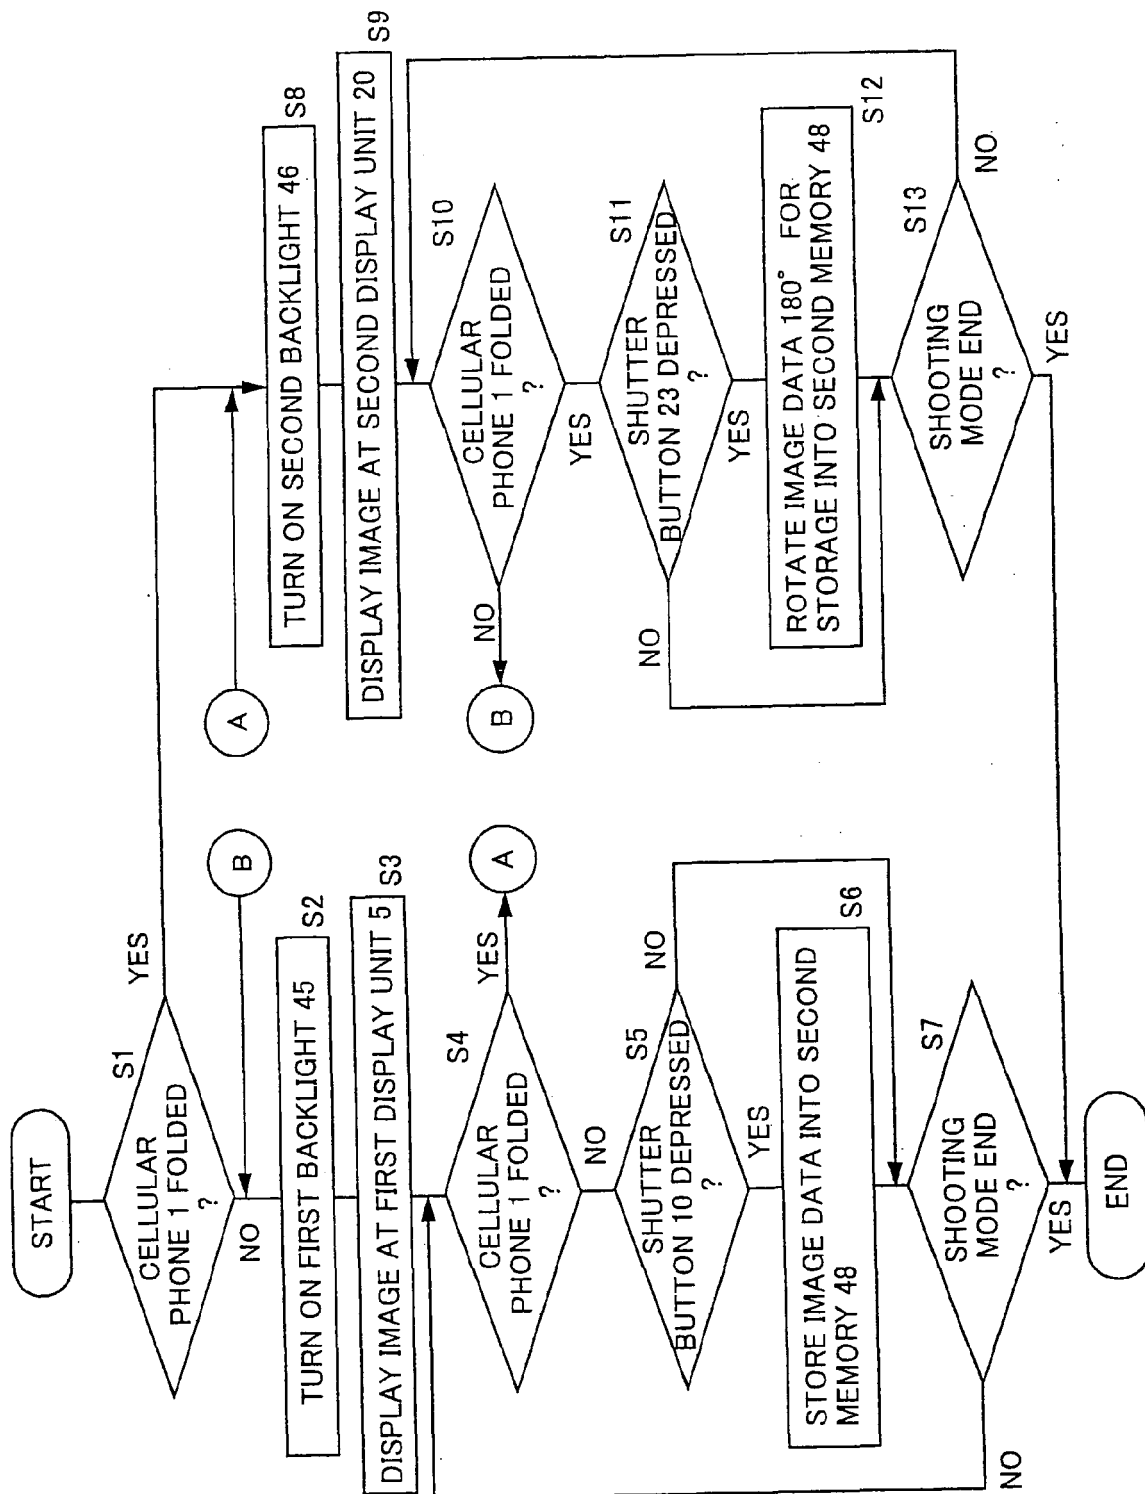 START
S1
CELLULAR
PHONE 1 FOLDED
?
YES
NO
B
TURN ON FIRST BACKLIGHT 45
S2
DISPLAY IMAGE AT FIRST DISPLAY UNIT 5
S3
S4
CELLULAR
PHONE 1 FOLDED
?
YES
A
NO
S5
SHUTTER
BUTTON 10 DEPRESSED
?
NO
YES
S6
STORE IMAGE DATA INTO SECOND
MEMORY 48
S7
SHOOTING
MODE END
?
NO
YES
END
A
TURN ON SECOND BACKLIGHT 46
S8
DISPLAY IMAGE AT SECOND DISPLAY UNIT 20
S9
S10
CELLULAR
PHONE 1 FOLDED
?
NO
B
YES
S11
SHUTTER
BUTTON 23 DEPRESSED
?
NO
YES
ROTATE IMAGE DATA 180° FOR
STORAGE INTO SECOND MEMORY 48
S12
S13
SHOOTING
MODE END
?
NO
YES